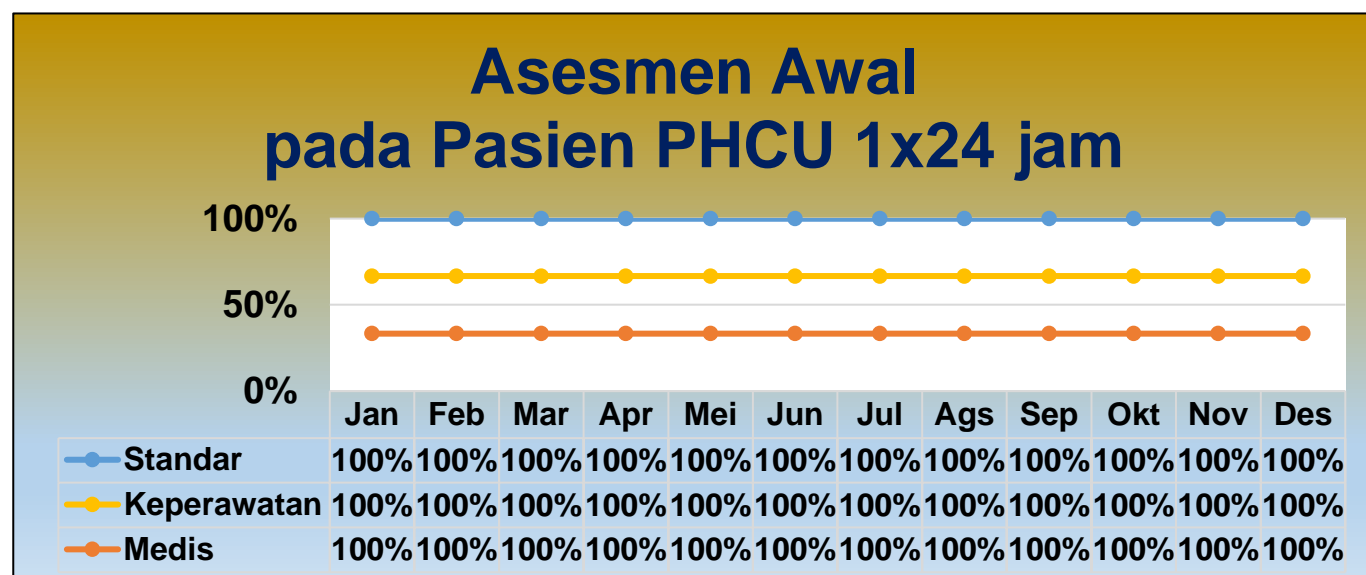 Asesmen Awal
pada Pasien PHCU 1x24 jam
100%
50%
0%
Jan Feb Mar Apr Mei Jun Jul Ags Sep Okt Nov Des
Standar 100% 100% 100% 100% 100% 100% 100% 100% 100% 100% 100% 100%
Keperawatan 100% 100% 100% 100% 100% 100% 100% 100% 100% 100% 100% 100%
Medis 100% 100% 100% 100% 100% 100% 100% 100% 100% 100% 100% 100%